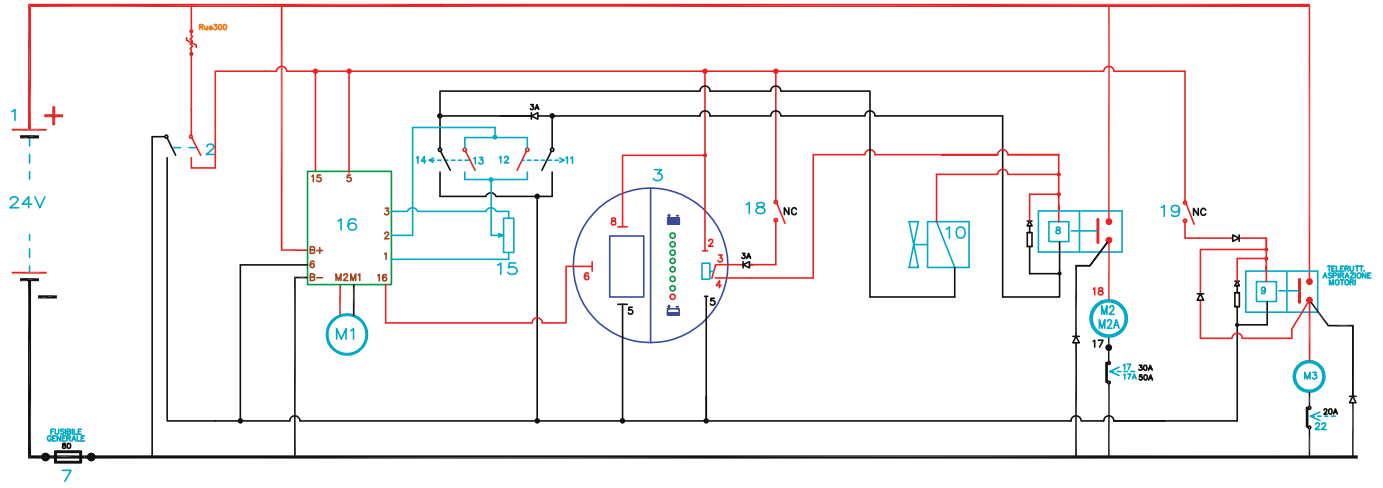 Rue300
1
+
2
24V
−
FUSIBILE
GENERALE
80
7
15
5
16
3
2
1
B+
6
B−
M2M1
16
M1
3A
14
13
12
11
15
3
8
6
5
2
3
4
5
3A
18
NC
10
8
18
M2
M2A
17
17 30A
17A 50A
19
NC
9
TELERUTT.
ASPIRAZIONE
MOTORI
M3
20A
22